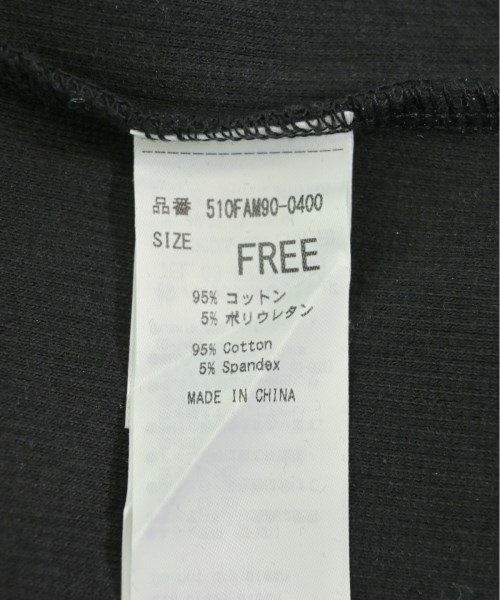 品番 510FAM90-0400
SIZE FREE
95% コットン
5% ポリウレタン
95% Cotton
5% Spandex
MADE IN CHINA